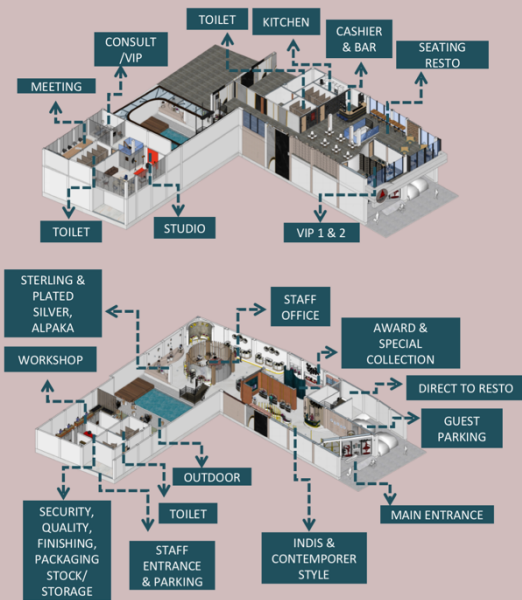 TOILET
KITCHEN
CONSULT
/VIP
CASHIER
& BAR
SEATING
RESTO
MEETING
TOILET
STUDIO
VIP 1 & 2
STERLING &
PLATED
SILVER,
ALPAKA
STAFF
OFFICE
AWARD &
SPECIAL
COLLECTION
WORKSHOP
DIRECT TO RESTO
GUEST
PARKING
OUTDOOR
SECURITY,
QUALITY,
FINISHING,
PACKAGING
STOCK/
STORAGE
TOILET
MAIN ENTRANCE
STAFF
ENTRANCE
& PARKING
INDIS &
CONTEMPORER
STYLE